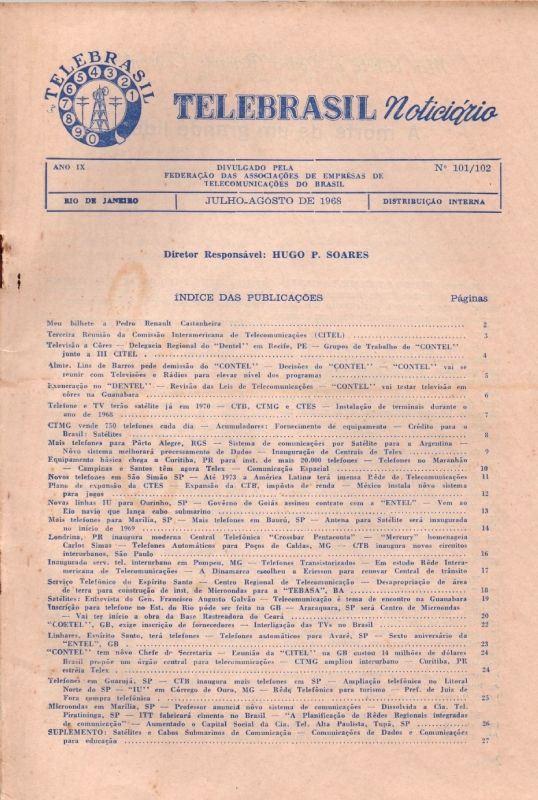 TELEBRASIL
1 2 3 4 5 6 7 8 9 0
TELEBRASIL Noticiário
ANO IX
DIVULGADO PELA
FEDERAÇÃO DAS ASSOCIAÇÕES DE EMPRESAS DE
TELECOMUNICAÇÕES DO BRASIL
Nº 101/102
RIO DE JANEIRO
JULHO-AGOSTO DE 1968
DISTRIBUIÇÃO INTERNA
Diretor Responsável: HUGO P. SOARES
ÍNDICE DAS PUBLICAÇÕES Páginas
Meu bilhete a Pedro Renault Castanheira 2
Terceira Reunião da Comissão Interamericana de Telecomunicações (CITEL) 3
Televisão a Côres — Delegacia Regional do "Dentel" em Recife, PE — Grupos de Trabalho do "CONTEL"
junto a III CITEL . 4
Almte. Lins de Barros pede demissão do "CONTEL" — Decisões do "CONTEL" — "CONTEL" vai se
reunir com Televisões e Rádios para elevar nível dos programas 5
Exoneração no "DENTEL" — Revisão das Leis de Telecomunicações — "CONTEL" vai testar televisão em
côres na Guanabara 6
Telefone e TV terão satélite já em 1970 — CTB, CTMG e CTES — Instalação de terminais durante o
ano de 1968 7
CTMG vende 750 telefones cada dia — Acumuladores: Fornecimento de equipamento — Crédito para o
Brasil: Satélites 8
Mais telefones para Pôrto Alegre, RGS — Sistema de comunicações por Satélite para a Argentina —
Nôvo sistema melhorará processamento de Dados — Inauguração de Centrais de Telex 9
Equipamento básico chega a Curitiba, PR para inst. de mais 20.000 telefones — Telefones no Maranhão
— Campinas e Santos têm agora Telex — Comunicação Espacial 10
Novos telefones em São Simão SP — Até 1973 a América Latina terá imensa Rêde de Telecomunicações 11
Plano de expansão da CTES — Expansão da CTB, impôsto de renda — México instala nôvo sistema
para jogos 12
Novas linhas IU para Ourinho, SP — Govêrno de Goiás assinou contrato com a "ENTEL" — Vem ao
Rio navio que lança cabo submarino 13
Mais telefones para Marília, SP — Mais telefones em Baurú, SP — Antena para Satélite será inaugurada
no início de 1969 14
Londrina, PR inaugura moderna Central Telefônica "Crossbar Pentaconta" — "Mercury" homenageia
Carlos Simas — Telefones Automáticos para Poços de Caldas, MG — CTB inaugura novos circuitos
interurbanos, São Paulo 16
Inaugurado serv. tel. interurbano em Pompeu, MG — Telefones Transistorizados — Em estudo Rêde Intera-
mericana de Telecomunicações — A Dinamarca escolheu a Ericsson para renovar Central de trânsito 17
Serviço Telefônico do Espírito Santo — Centro Regional de Telecomunicação — Desapropriação de área
de terra para construção de inst. de Microondas para a "TEBASA", BA 18
Satélites: Entrevista do Gen. Francisco Augusto Galvão — Telecomunicação é tema de encontro na Guanabara 19
Inscrição para telefone no Est. do Rio póde ser feita na GB — Araraquara, SP será Centro de Microondas
— Vai ter início a obra da Base Rastreadora do Ceará 20
"COETEL", GB, exige inscrição de fornecedores — Interligação das TVs no Brasil 22
Linhares, Espírito Santo, terá telefones — Telefones automáticos para Avaré, SP — Sexto aniversário da
"ENTEL", GB 23
"CONTEL" tem nôvo Chefe de Secretaria — Reunião da "CITEL" na GB custou 14 milhões de dólares 24
Brasil propõe um órgão central para telecomunicações — CTMG ampliou interurbano — Curitiba, PR
estréia Telex 24
Telefones em Guarujá, SP — CTB inaugura mais telefones em SP — Ampliação telefônica no Litoral
Norte do SP — "IU" em Córrego de Ouro, MG — Rêde Telefônica para turismo — Pref. de Juiz de
Fora compra telefônica 25
Microondas em Marília, SP — Professor anuncia novo sistema de comunicações — Dissolvida a Cia. Tel.
Piratininga, SP — ITT fabricará cimento no Brasil — "A Planificação de Rêdes Regionais integradas
de comunicação" — Aumentado o Capital Social da Cia. Tel. Alta Paulista, Tupã, SP 26
SUPLEMENTO: Satélites e Cabos Submarinos de Comunicação — Comunicações de Dados e Comunicações
para educação 27